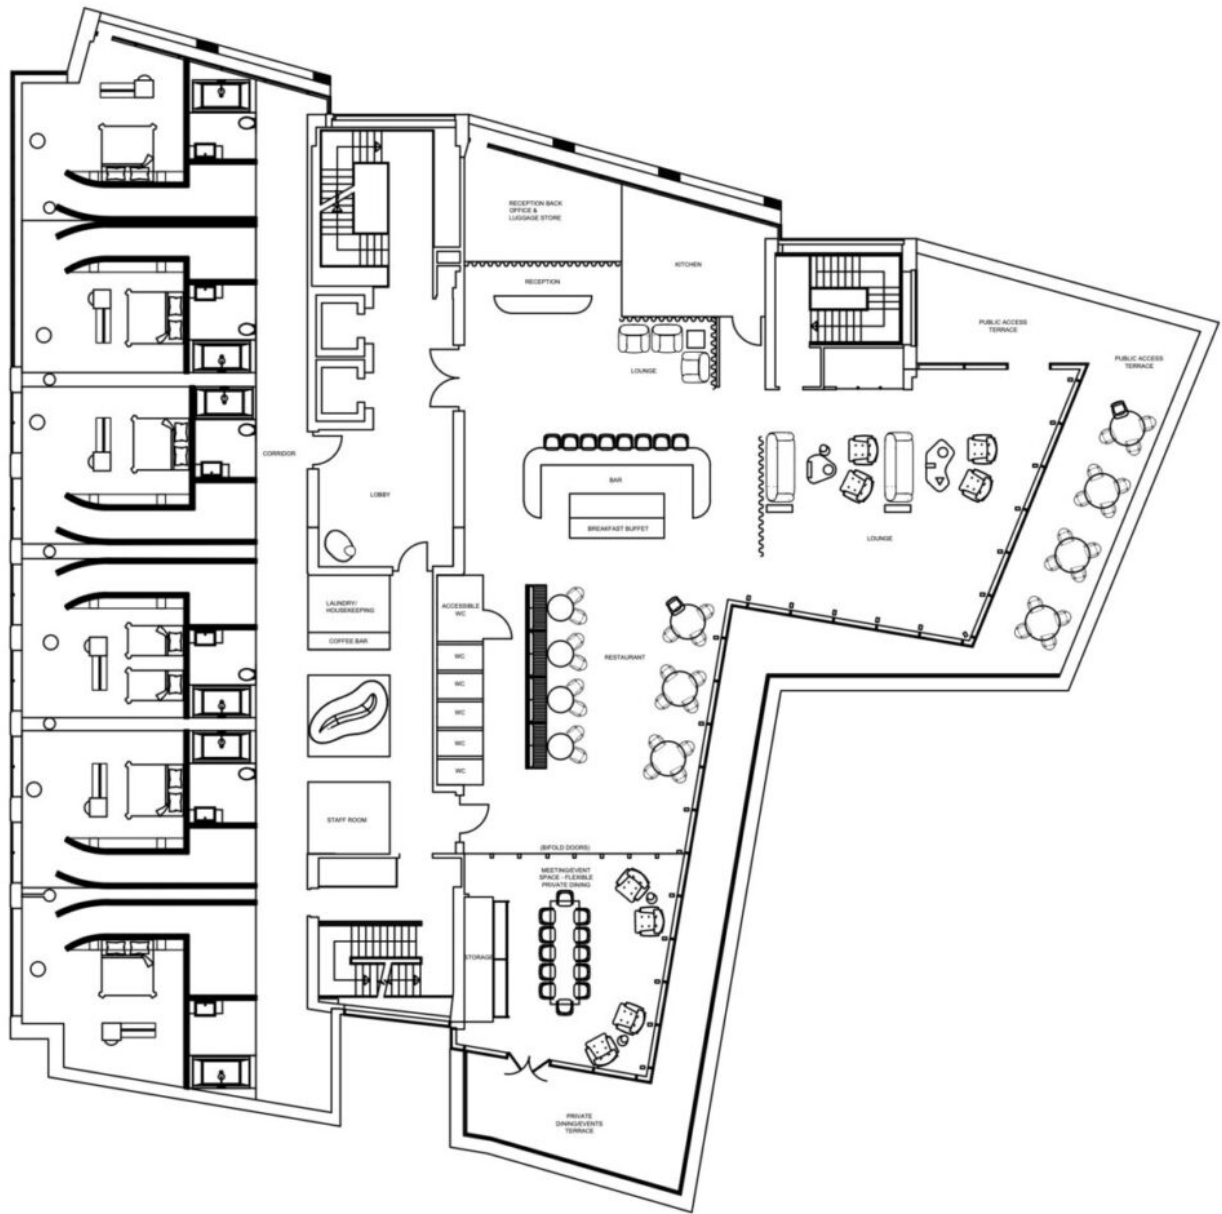 RECEPTION BACK
OFFICE &
LUGGAGE STORE
KITCHEN
RECEPTION
PUBLIC ACCESS
TERRACE
PUBLIC ACCESS
TERRACE
LOUNGE
CORRIDOR
BAR
LOBBY
BREAKFAST BUFFET
LOUNGE
LAUNDRY/
HOUSEKEEPING
ACCESSIBLE
WC
COFFEE BAR
WC
RESTAURANT
WC
WC
WC
WC
STAFF ROOM
(BIFOLD DOORS)
MEETING/EVENT
SPACE - FLEXIBLE
PRIVATE DINING
STORAGE
PRIVATE
DINING/EVENTS
TERRACE